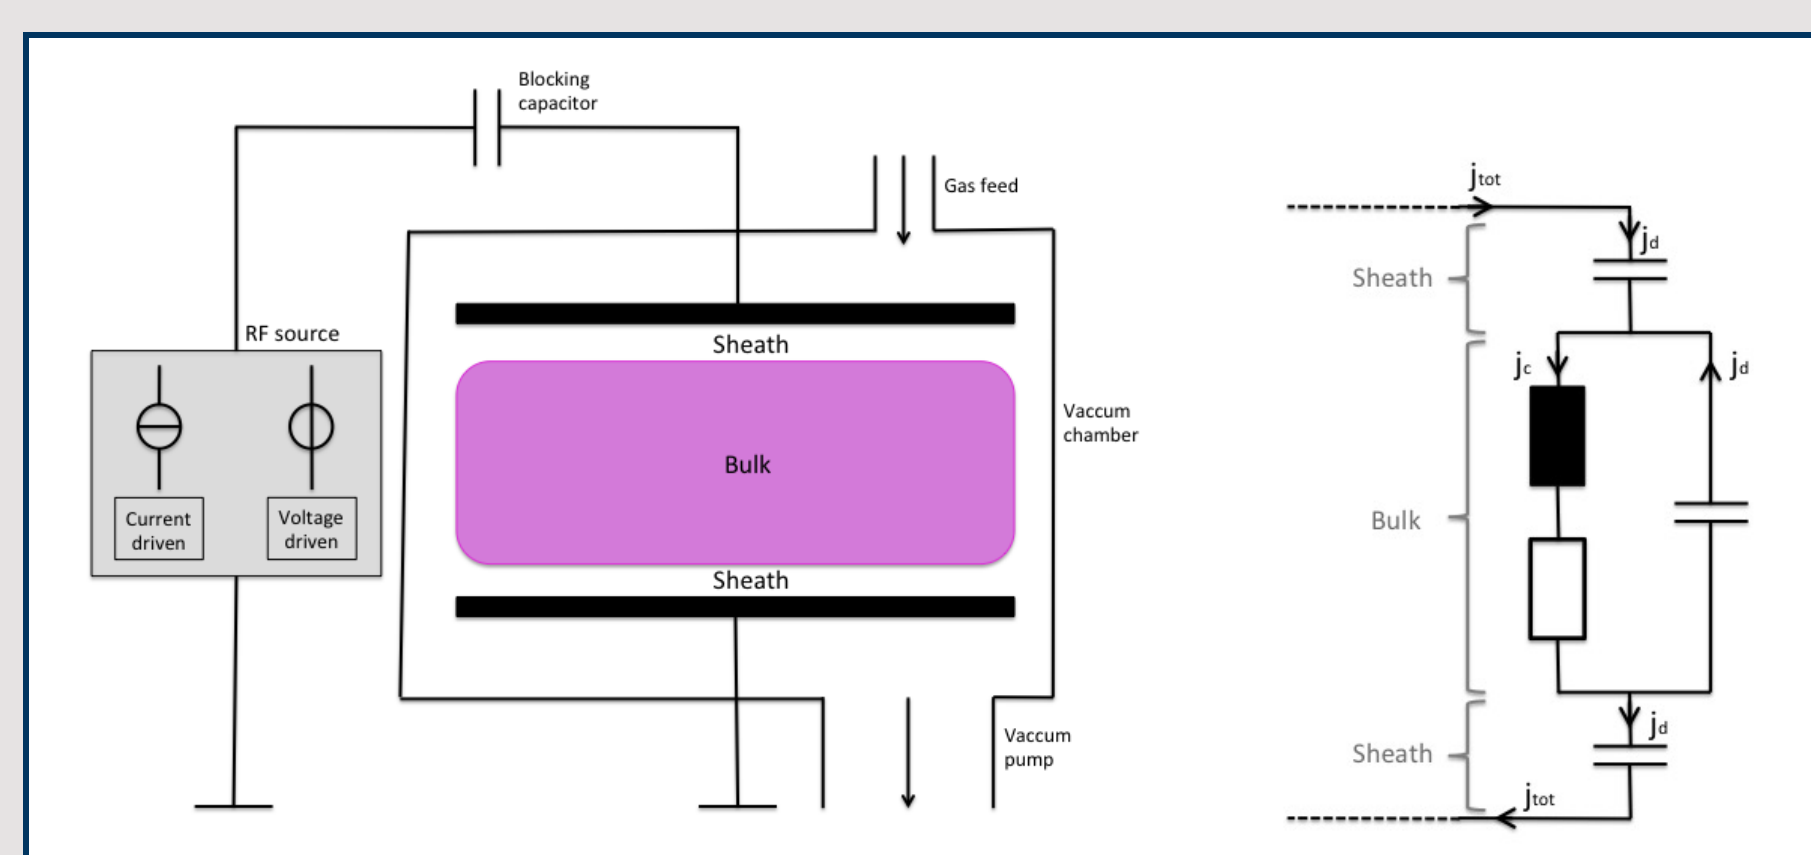 Blocking
capacitor
Gas feed
RF source
Sheath
Bulk
Sheath
Current
driven
Voltage
driven
Vaccum
chamber
Vaccum
pump
jtot
jd
Sheath
jc
jd
Bulk
jd
Sheath
jtot